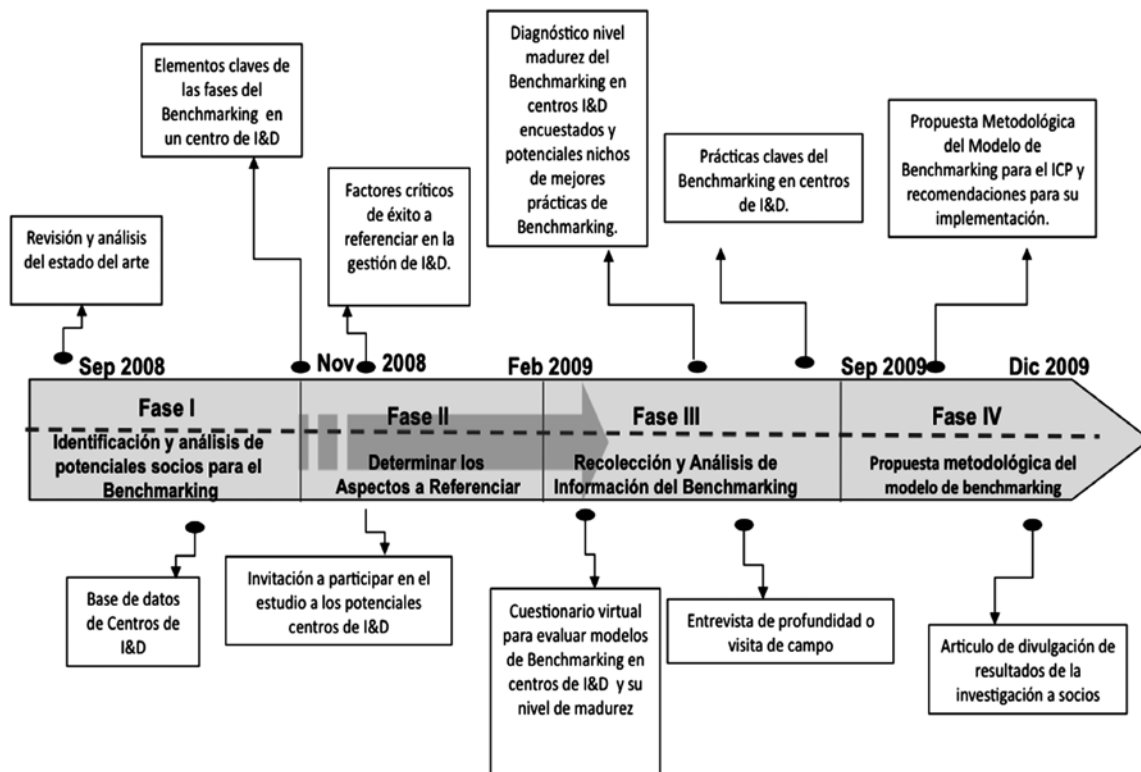 Elementos claves de
las fases del
Benchmarking en
un centro de I&D
Diagnóstico nivel
madurez del
Benchmarking en
centros I&D
encuestados y
potenciales nichos
de mejores
prácticas de
Benchmarking.
Propuesta Metodológica
del Modelo de
Benchmarking para el ICP y
recomendaciones para su
implementación.
Prácticas claves del
Benchmarking en centros
de I&D.
Factores críticos
de éxito a
referenciar en la
gestión de I&D.
Revisión y análisis
del estado del arte
Sep 2008
Nov 2008
Feb 2009
Sep 2009
Dic 2009
Fase I
Identificación y análisis de
potenciales socios para el
Benchmarking
Fase II
Determinar los
Aspectos a Referenciar
Fase III
Recolección y Análisis de
Información del Benchmarking
Fase IV
Propuesta metodológica del
modelo de benchmarking
Base de datos
de Centros de
I&D
Invitación a participar en el
estudio a los potenciales
centros de I&D
Cuestionario virtual
para evaluar modelos
de Benchmarking en
centros de I&D y su
nivel de madurez
Entrevista de profundidad o
visita de campo
Articulo de divulgación de
resultados de la
investigación a socios